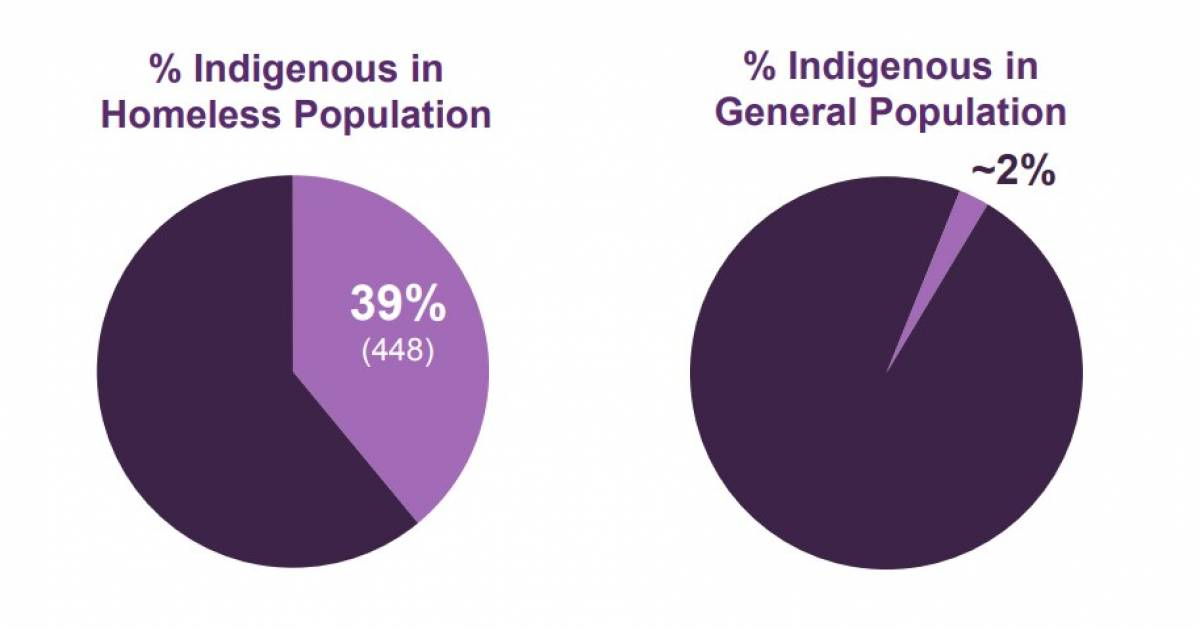 % Indigenous in
Homeless Population
39%
(448)
% Indigenous in
General Population
~2%